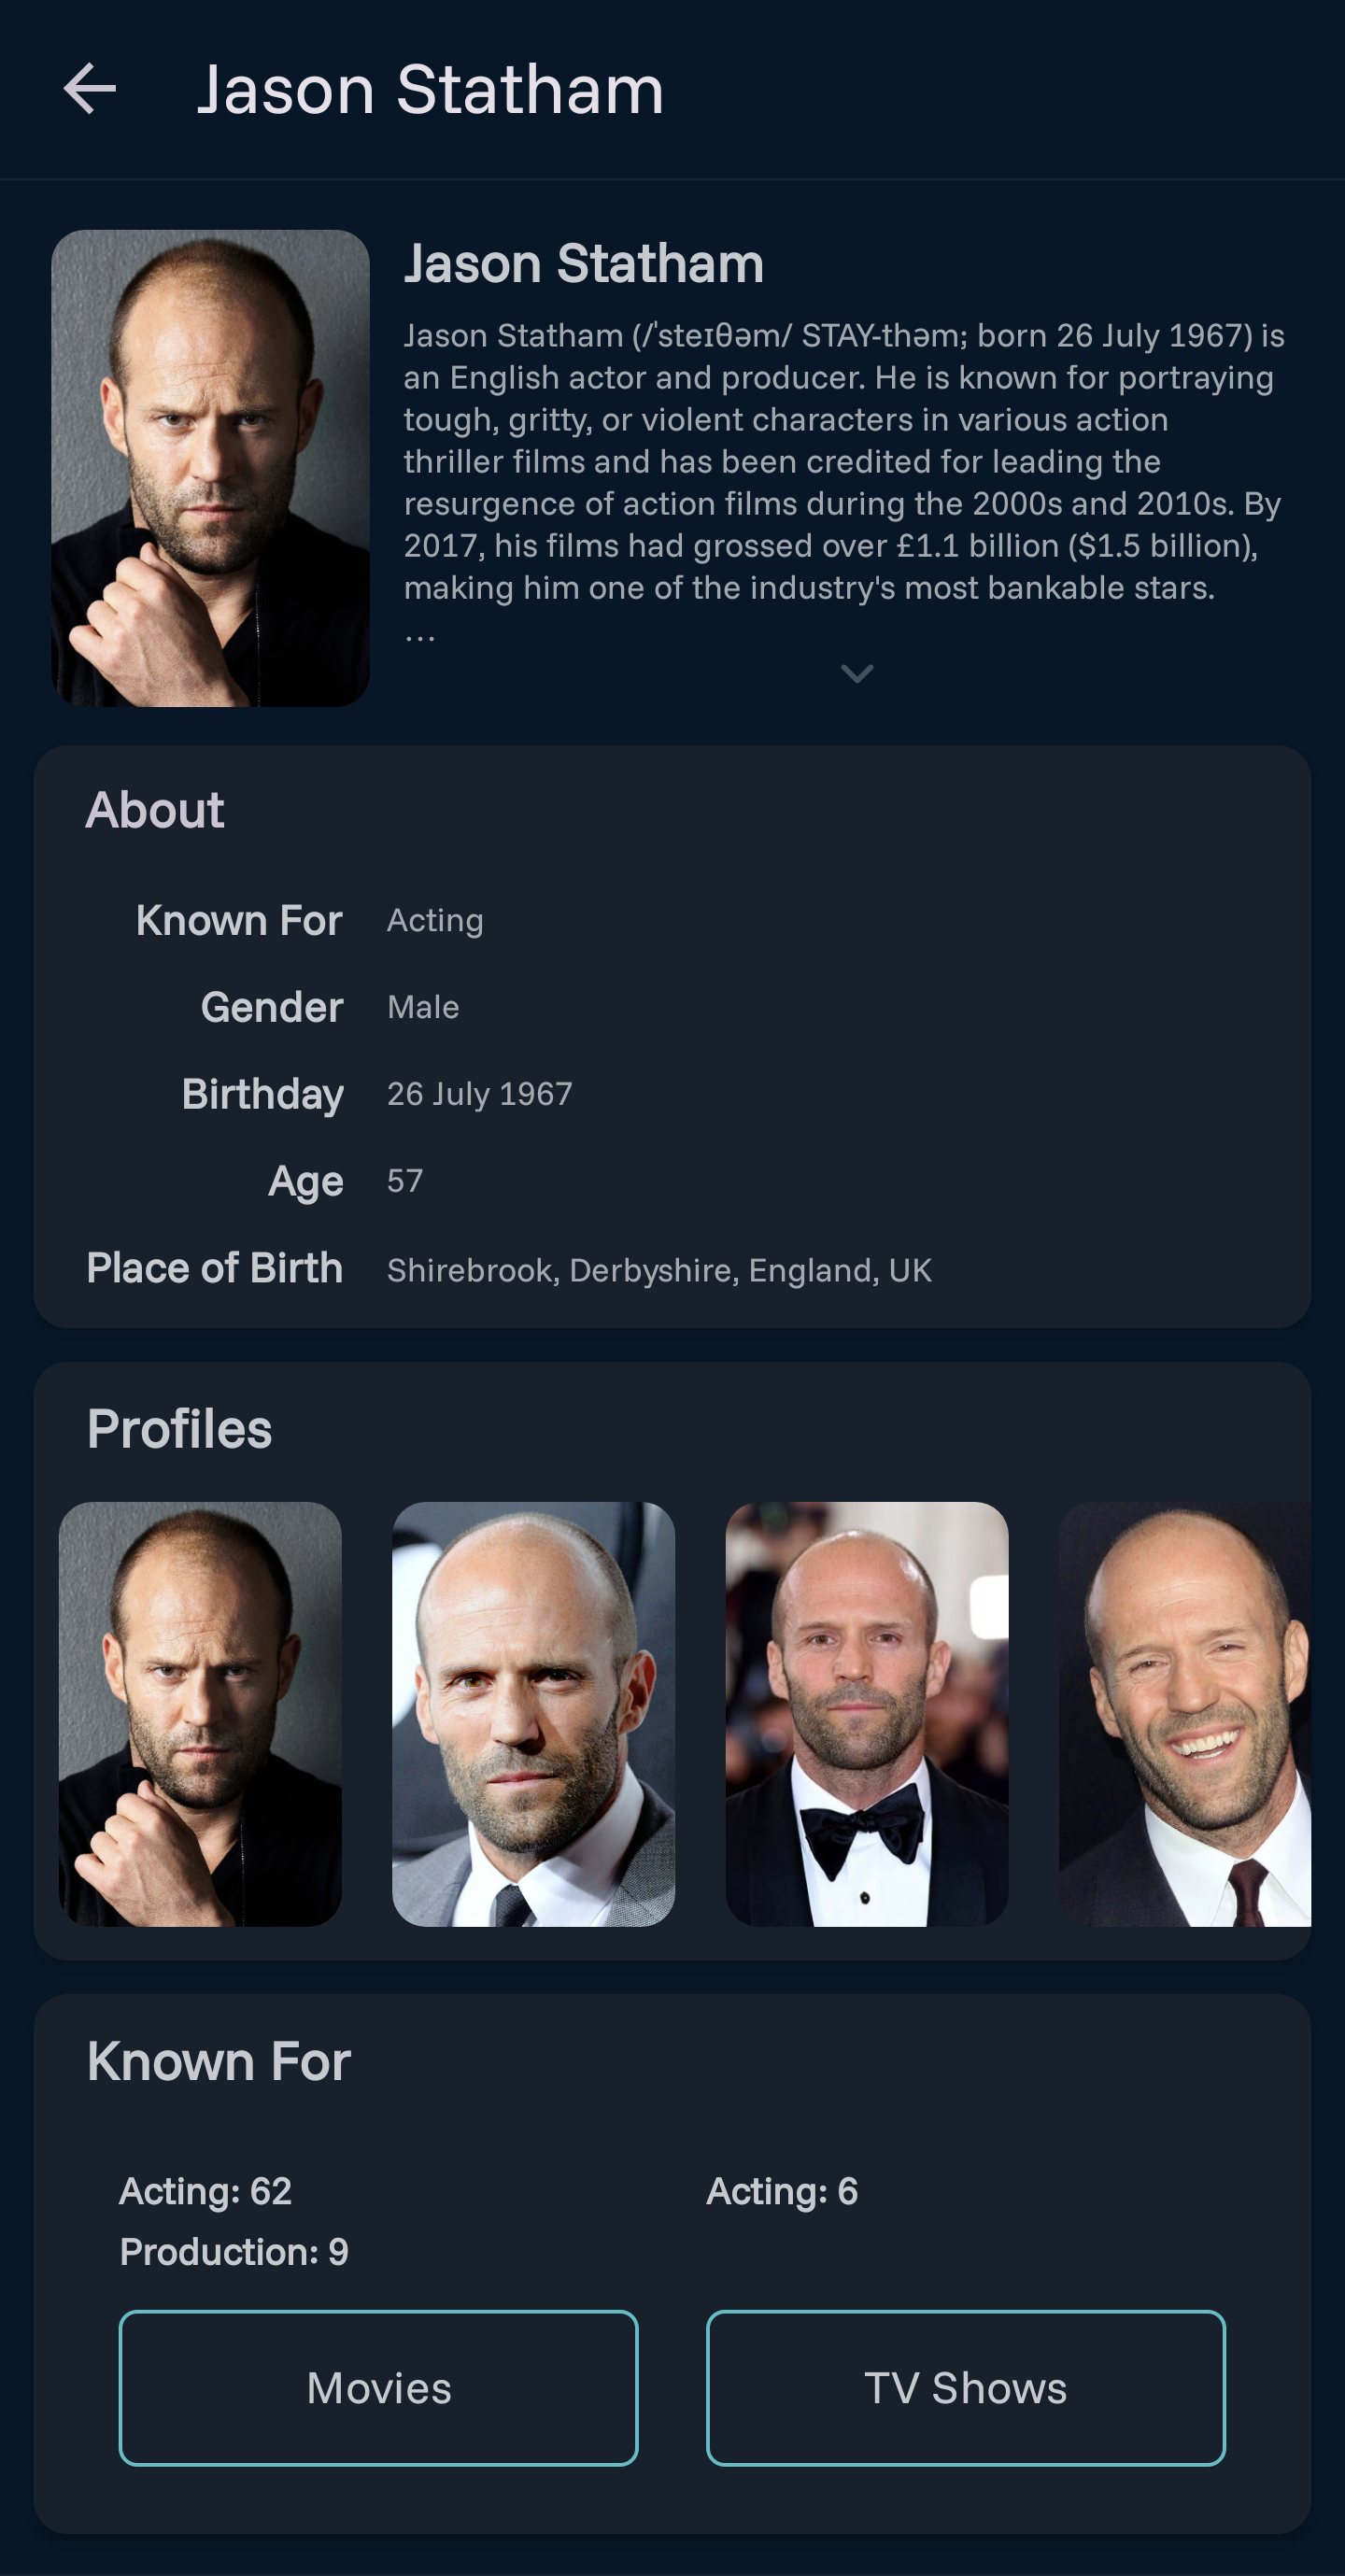 Jason Statham
Jason Statham
Jason Statham (/ˈsteɪθəm/ STAY-thəm; born 26 July 1967) is
an English actor and producer. He is known for portraying
tough, gritty, or violent characters in various action
thriller films and has been credited for leading the
resurgence of action films during the 2000s and 2010s. By
2017, his films had grossed over £1.1 billion ($1.5 billion),
making him one of the industry's most bankable stars.
...
About
Known For Acting
Gender Male
Birthday 26 July 1967
Age 57
Place of Birth Shirebrook, Derbyshire, England, UK
Profiles
Known For
Acting: 62
Production: 9
Movies
Acting: 6
TV Shows